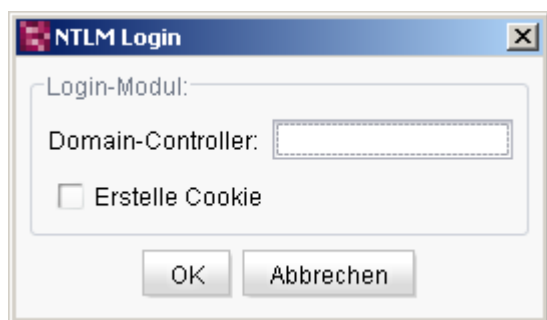 NTLM Login
Login-Modul:
Domain-Controller:
Erstelle Cookie
OK Abbrechen